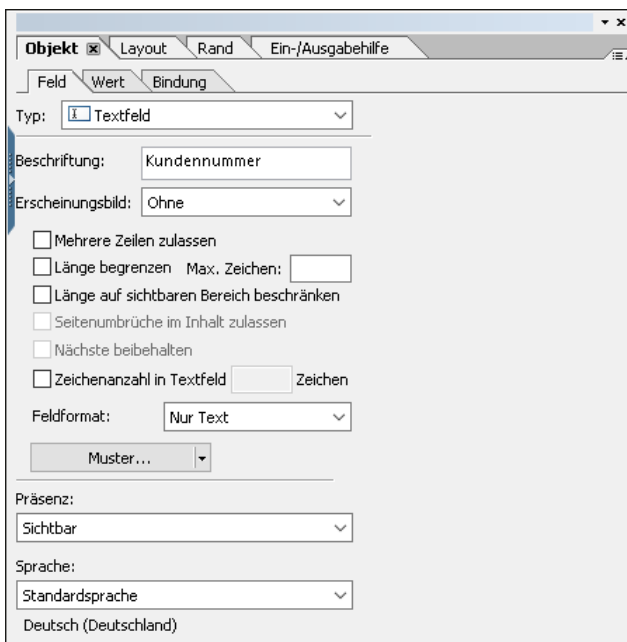 Objekt Layout Rand Ein-/Ausgabehilfe
Feld Wert Bindung
Typ: Textfeld
Beschriftung: Kundennummer
Erscheinungsbild: Ohne
Mehrere Zeilen zulassen
Länge begrenzen Max. Zeichen:
Länge auf sichtbaren Bereich beschränken
Seitenumbrüche im Inhalt zulassen
Nächste beibehalten
Zeichenanzahl in Textfeld Zeichen
Feldformat: Nur Text
Muster...
Präsenz:
Sichtbar
Sprache:
Standardsprache
Deutsch (Deutschland)